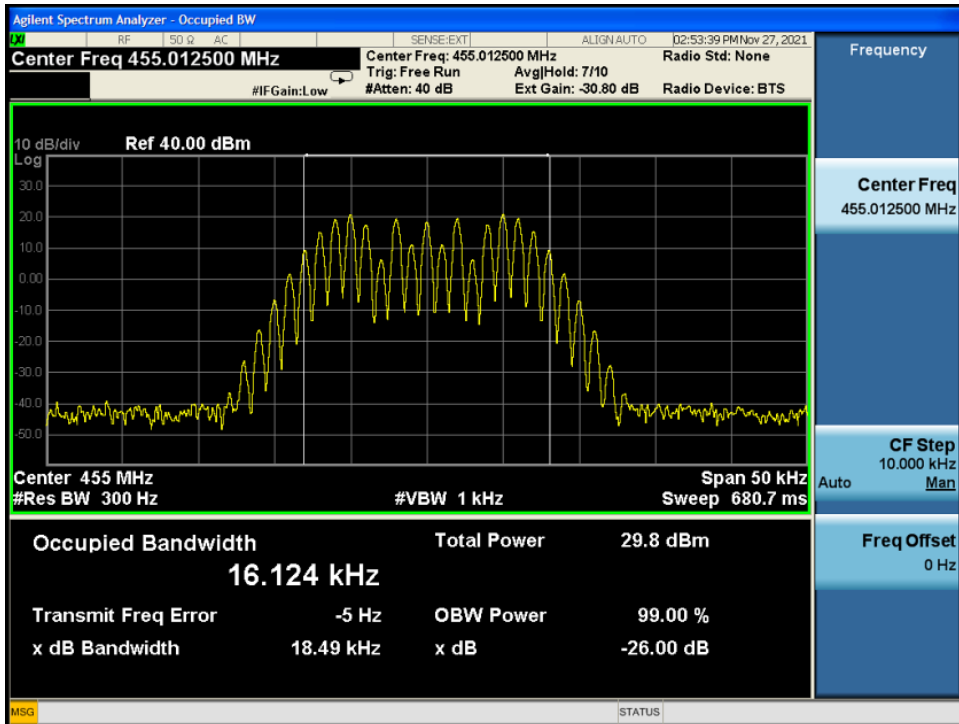 Agilent Spectrum Analyzer - Occupied BW
LXI RF 50 Ω AC SENSE:EXT ALIGN AUTO 02:53:39 PM Nov 27, 2021
Center Freq 455.012500 MHz
Center Freq: 455.012500 MHz Radio Std: None
Trig: Free Run Avg|Hold: 7/10
#IFGain:Low #Atten: 40 dB Ext Gain: -30.80 dB Radio Device: BTS
10 dB/div Ref 40.00 dBm
Log
30.0
20.0
10.0
0.00
-10.0
-20.0
-30.0
-40.0
-50.0
Center 455 MHz Span 50 kHz
#Res BW 300 Hz #VBW 1 kHz Sweep 680.7 ms
Occupied Bandwidth Total Power 29.8 dBm
16.124 kHz
Transmit Freq Error -5 Hz OBW Power 99.00 %
x dB Bandwidth 18.49 kHz x dB -26.00 dB
MSG STATUS
Frequency
Center Freq
455.012500 MHz
CF Step
10.000 kHz
Auto Man
Freq Offset
0 Hz